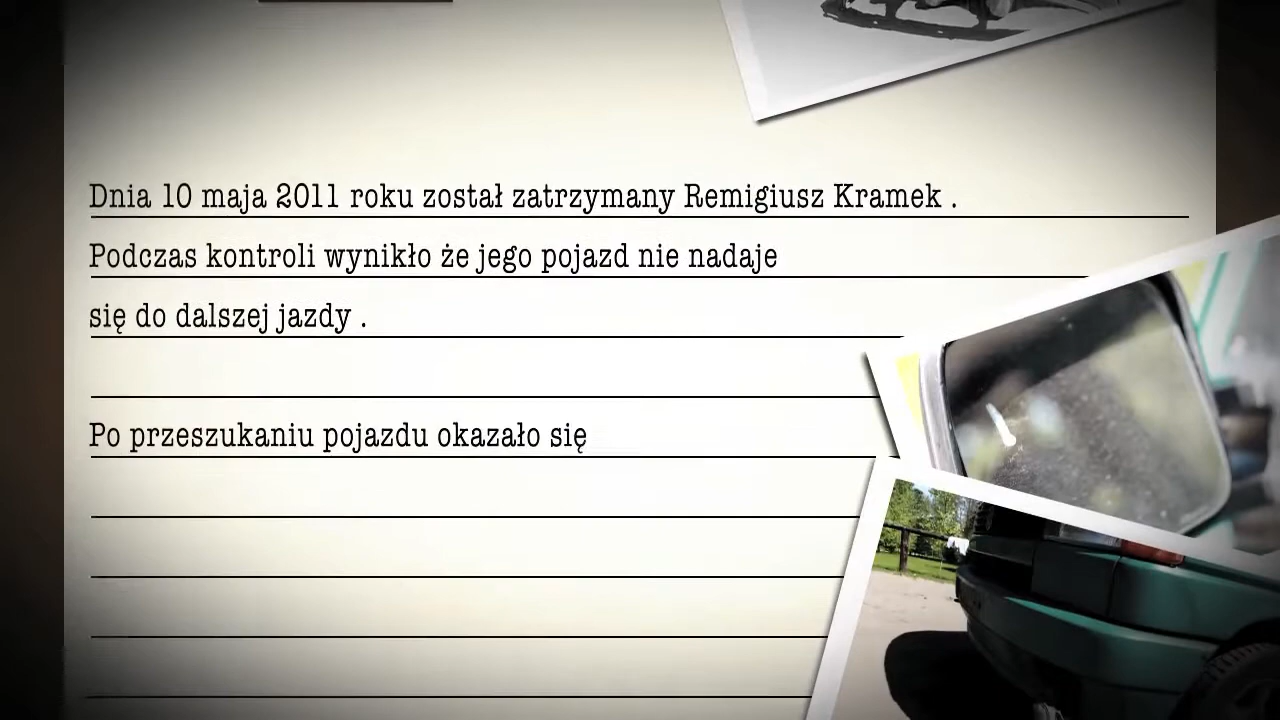 Dnia 10 maja 2011 roku został zatrzymany Remigiusz Kramek .
Podczas kontroli wynikło że jego pojazd nie nadaje
się do dalszej jazdy .
Po przeszukaniu pojazdu okazało się